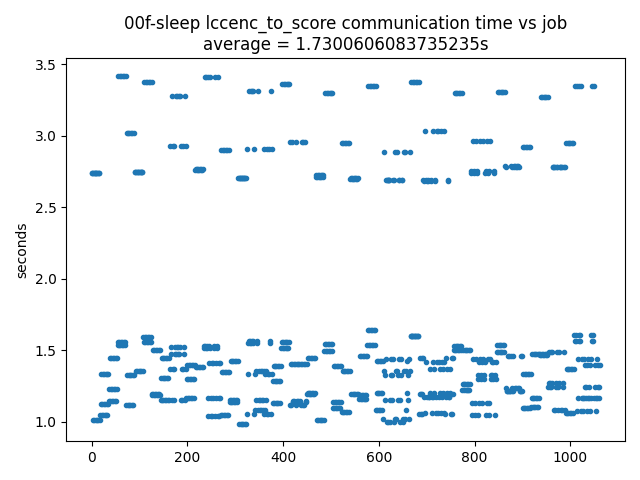 00f-sleep lccenc_to_score communication time vs job
average = 1.7300606083735235s
3.5
3.0
2.5
2.0
1.5
1.0
seconds
0 200 400 600 800 1000